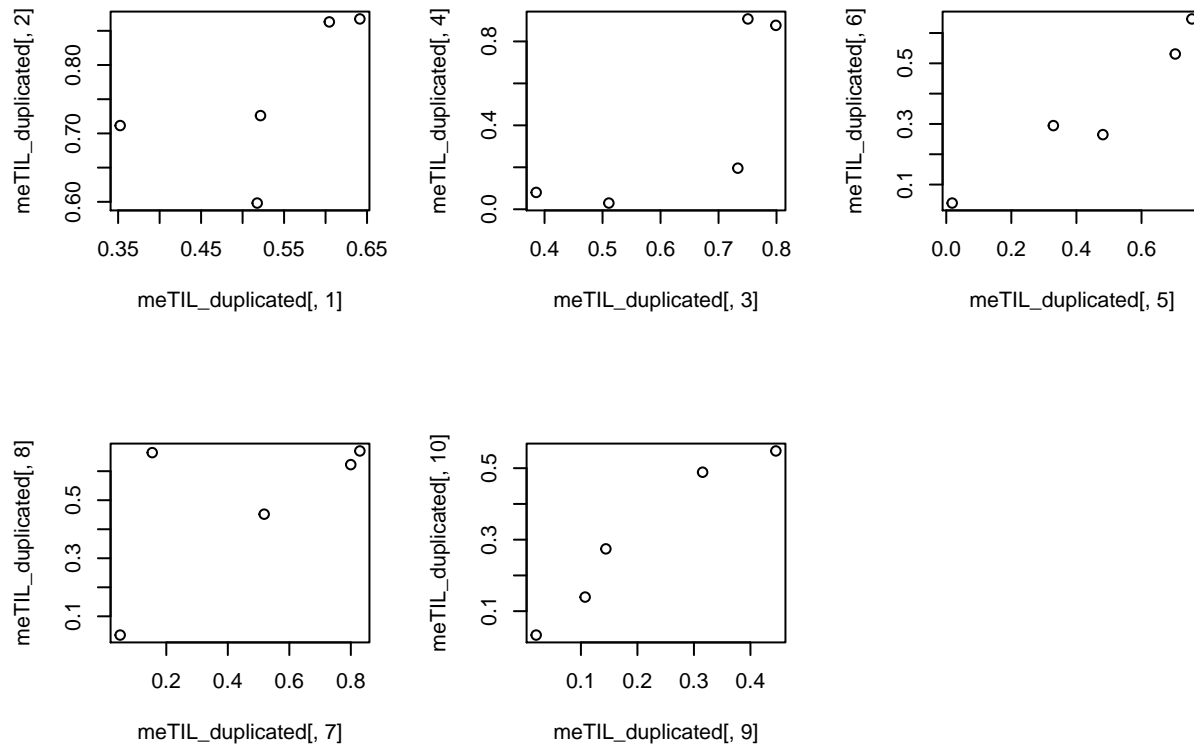 meTIL_duplicated[, 2]
0.60 0.70 0.80
0.35 0.45 0.55 0.65
meTIL_duplicated[, 1]
meTIL_duplicated[, 4]
0.0 0.4 0.8
0.4 0.5 0.6 0.7 0.8
meTIL_duplicated[, 3]
meTIL_duplicated[, 6]
0.1 0.3 0.5
0.0 0.2 0.4 0.6
meTIL_duplicated[, 5]
meTIL_duplicated[, 8]
0.1 0.3 0.5
0.2 0.4 0.6 0.8
meTIL_duplicated[, 7]
meTIL_duplicated[, 10]
0.1 0.3 0.5
0.1 0.2 0.3 0.4
meTIL_duplicated[, 9]